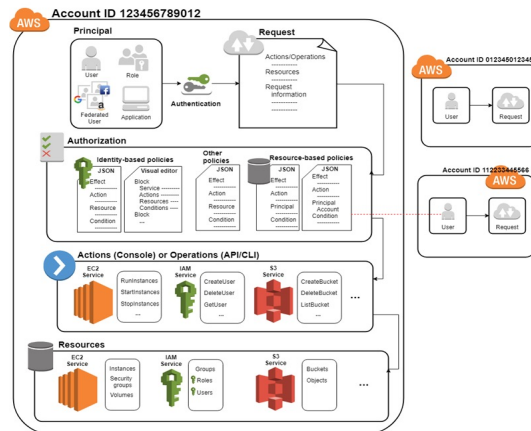 AWS
Account ID 123456789012
Principal
User
Role
Federated
User
Application
Authentication
Request
Actions/Operations
-----------
Resources
-----------
Request
information
-----------
-----------
AWS
Account ID 012345012345
User
Request
Authorization
Identity-based policies
JSON
Effect
-----------
Action
-----------
Resource
-----------
Condition
-----------
Visual editor
Block
Service --------
Actions --------
Resources ----
Conditions ----
Block
...
Other
policies
JSON
Effect
-----------
Action
-----------
Resource
-----------
Condition
-----------
Resource-based policies
JSON
Effect
-----------
Action
-----------
Principal
-----------
Condition
-----------
JSON
Effect
-----------
Action
-----------
Principal
Account
Condition
-----------
Account ID 112233445566
AWS
User
Request
Actions (Console) or Operations (API/CLI)
EC2
Service
RunInstances
StartInstances
StopInstances
...
IAM
Service
CreateUser
DeleteUser
GetUser
...
S3
Service
CreateBucket
DeleteBucket
ListBucket
...
...
Resources
EC2
Service
Instances
Security
groups
Volumes
IAM
Service
Groups
Roles
Users
S3
Service
Buckets
Objects
...